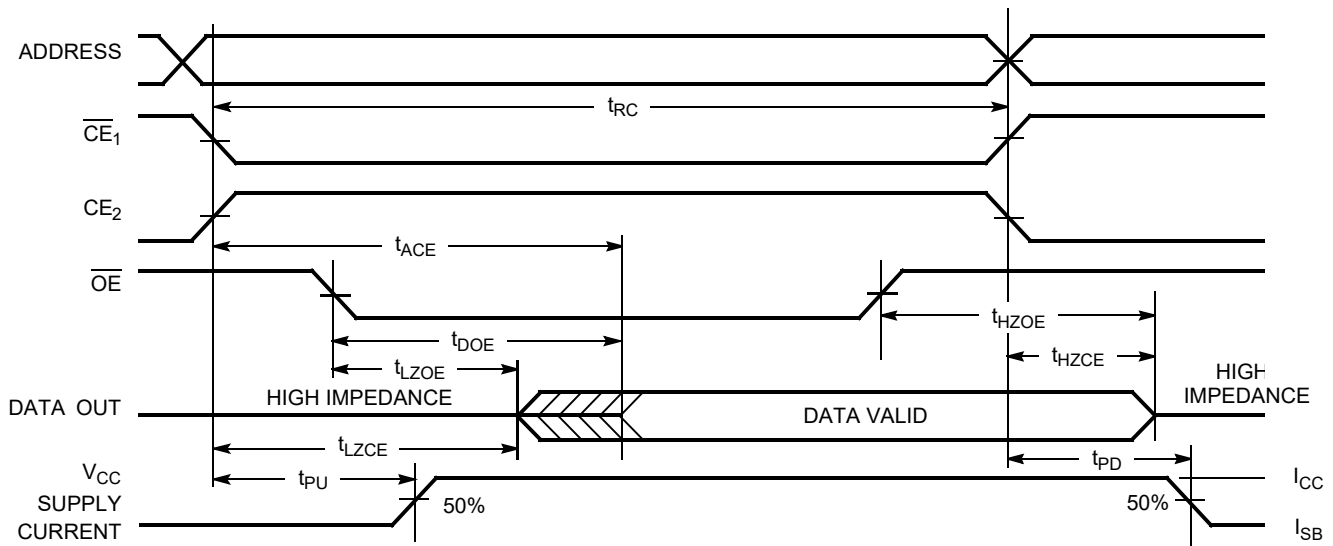 ADDRESS
tRC
CE1
CE2
tACE
OE
tHZOE
tDOE
tHZCE
tLZOE
HIGH IMPEDANCE
HIGH
IMPEDANCE
DATA OUT
DATA VALID
tLZCE
tPD
VCC
SUPPLY
CURRENT
tPU
50%
50%
ICC
ISB